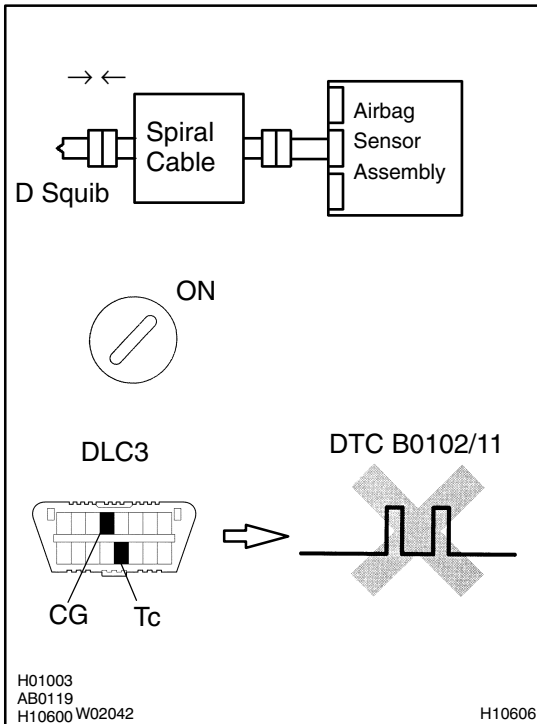 Spiral
Cable
Airbag
Sensor
Assembly
D Squib
ON
DLC3
DTC B0102/11
CG
Tc
H01003
AB0119
H10600 W02042
H10606